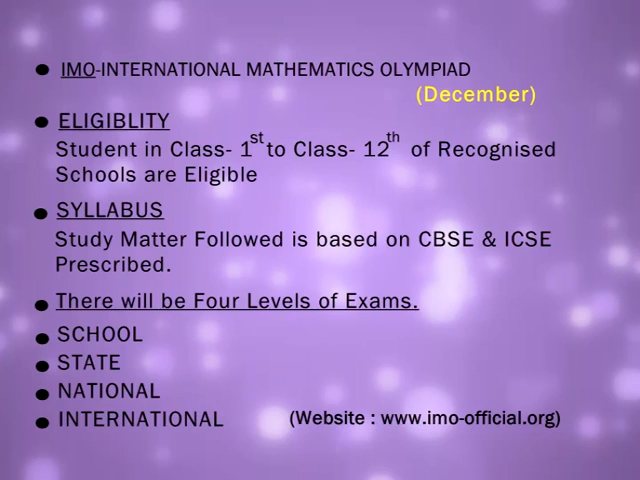 IMO-INTERNATIONAL MATHEMATICS OLYMPIAD
(December)
ELIGIBLITY
Student in Class- 1st to Class- 12th of Recognised
Schools are Eligible
SYLLABUS
Study Matter Followed is based on CBSE & ICSE
Prescribed.
There will be Four Levels of Exams.
SCHOOL
STATE
NATIONAL
INTERNATIONAL (Website : www.imo-official.org)